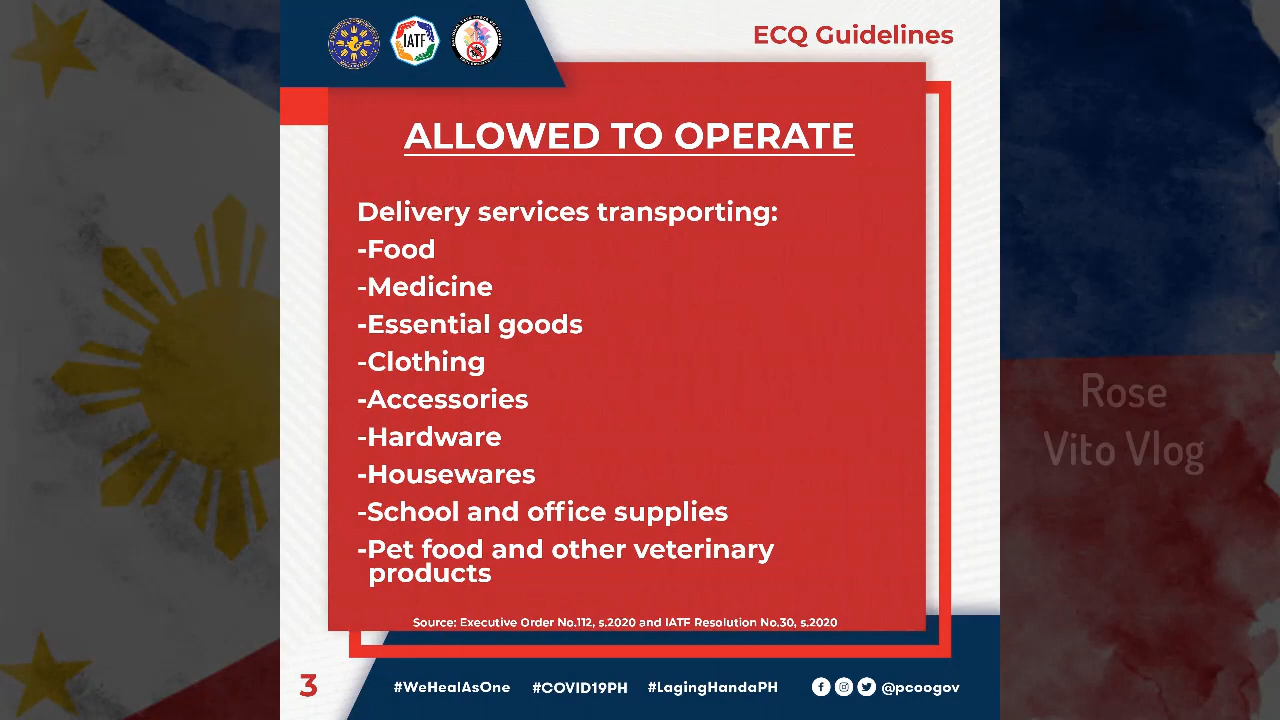 IATF
ECQ Guidelines
ALLOWED TO OPERATE
Delivery services transporting:
-Food
-Medicine
-Essential goods
-Clothing
-Accessories
-Hardware
-Housewares
-School and office supplies
-Pet food and other veterinary
products
Source: Executive Order No.112, s.2020 and IATF Resolution No.30, s.2020
3
#WeHealAsOne #COVID19PH #LagingHandaPH @pcoogov
Rose
Vito Vlog